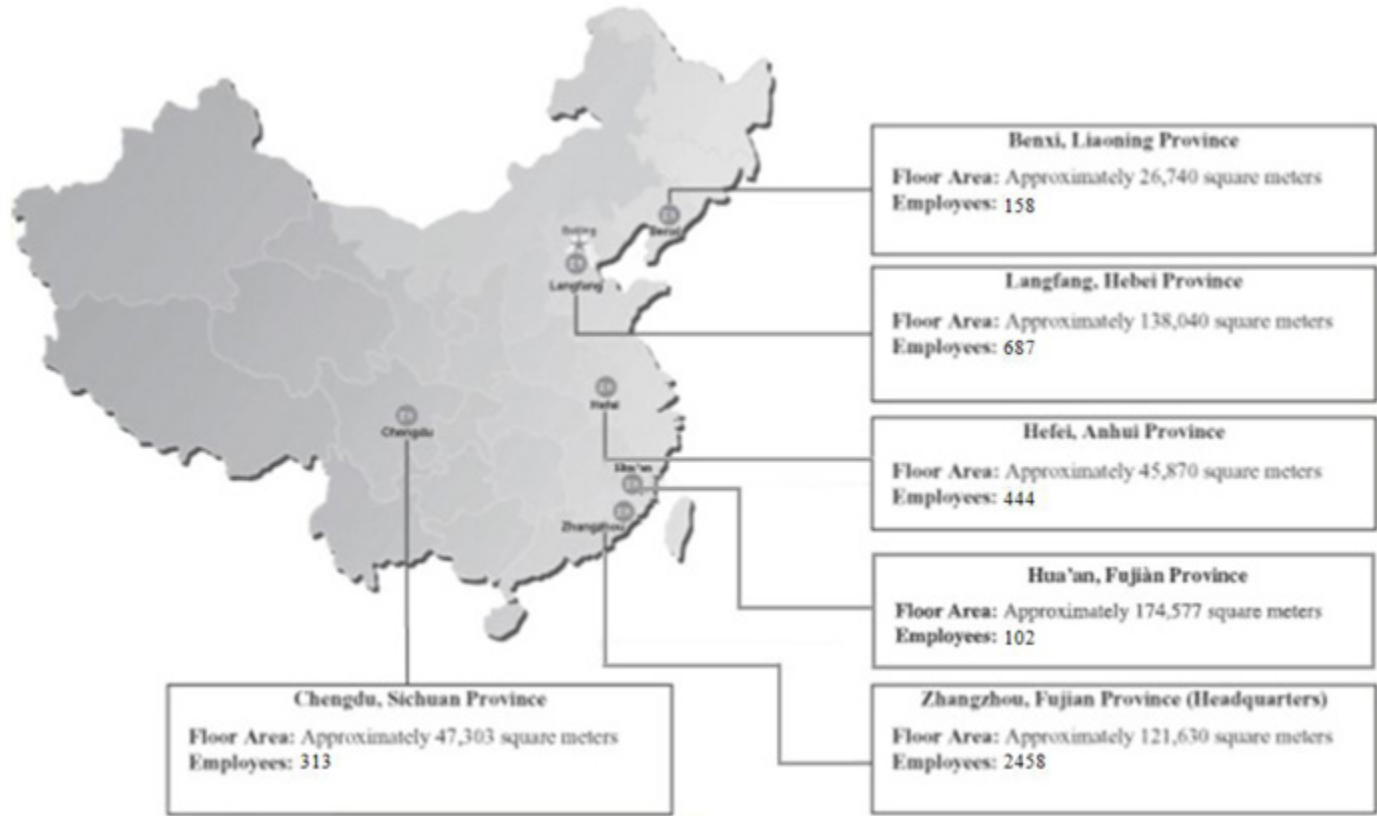 Benxi, Liaoning Province
Floor Area: Approximately 26,740 square meters
Employees: 158
Beijing
Benxi
Langfang
Langfang, Hebei Province
Floor Area: Approximately 138,040 square meters
Employees: 687
Hefei
Chengdu
Hefei, Anhui Province
Floor Area: Approximately 45,870 square meters
Employees: 444
Hua'an
Zhangzhou
Hua'an, Fujiàn Province
Floor Area: Approximately 174,577 square meters
Employees: 102
Chengdu, Sichuan Province
Floor Area: Approximately 47,303 square meters
Employees: 313
Zhangzhou, Fujian Province (Headquarters)
Floor Area: Approximately 121,630 square meters
Employees: 2458